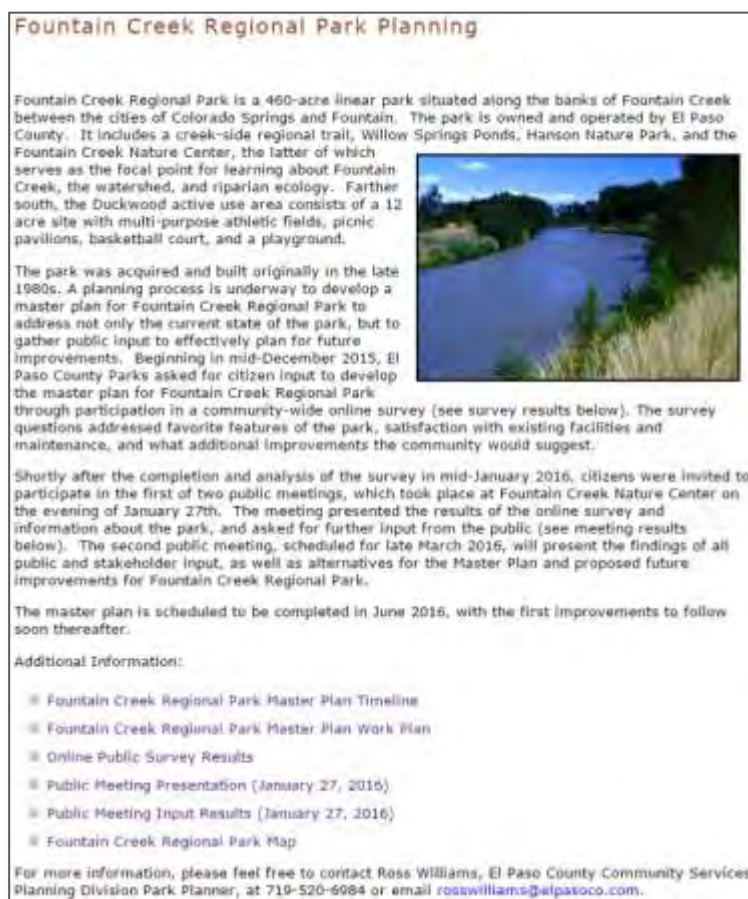 Fountain Creek Regional Park Planning
Fountain Creek Regional Park is a 460-acre linear park situated along the banks of Fountain Creek
between the cities of Colorado Springs and Fountain. The park is owned and operated by El Paso
County. It includes a creek-side regional trail, Willow Springs Ponds, Hanson Nature Park, and the
Fountain Creek Nature Center, the latter of which
serves as the focal point for learning about Fountain
Creek, the watershed, and riparian ecology. Farther
south, the Duckwood active use area consists of a 12
acre site with multi-purpose athletic fields, picnic
pavilions, basketball court, and a playground.
The park was acquired and built originally in the late
1980s. A planning process is underway to develop a
master plan for Fountain Creek Regional Park to
address not only the current state of the park, but to
gather public input to effectively plan for future
improvements. Beginning in mid-December 2015, El
Paso County Parks asked for citizen input to develop
the master plan for Fountain Creek Regional Park
through participation in a community-wide online survey (see survey results below). The survey
questions addressed favorite features of the park, satisfaction with existing facilities and
maintenance, and what additional improvements the community would suggest.
Shortly after the completion and analysis of the survey in mid-January 2016, citizens were invited to
participate in the first of two public meetings, which took place at Fountain Creek Nature Center on
the evening of January 27th. The meeting presented the results of the online survey and
information about the park, and asked for further input from the public (see meeting results
below). The second public meeting, scheduled for late March 2016, will present the findings of all
public and stakeholder input, as well as alternatives for the Master Plan and proposed future
improvements for Fountain Creek Regional Park.
The master plan is scheduled to be completed in June 2016, with the first improvements to follow
soon thereafter.
Additional Information:
Fountain Creek Regional Park Master Plan Timeline
Fountain Creek Regional Park Master Plan Work Plan
Online Public Survey Results
Public Meeting Presentation (January 27, 2016)
Public Meeting Input Results (January 27, 2016)
Fountain Creek Regional Park Map
For more information, please feel free to contact Ross Williams, El Paso County Community Services
Planning Division Park Planner, at 719-520-6984 or email rosswilliams@elpasoco.com.